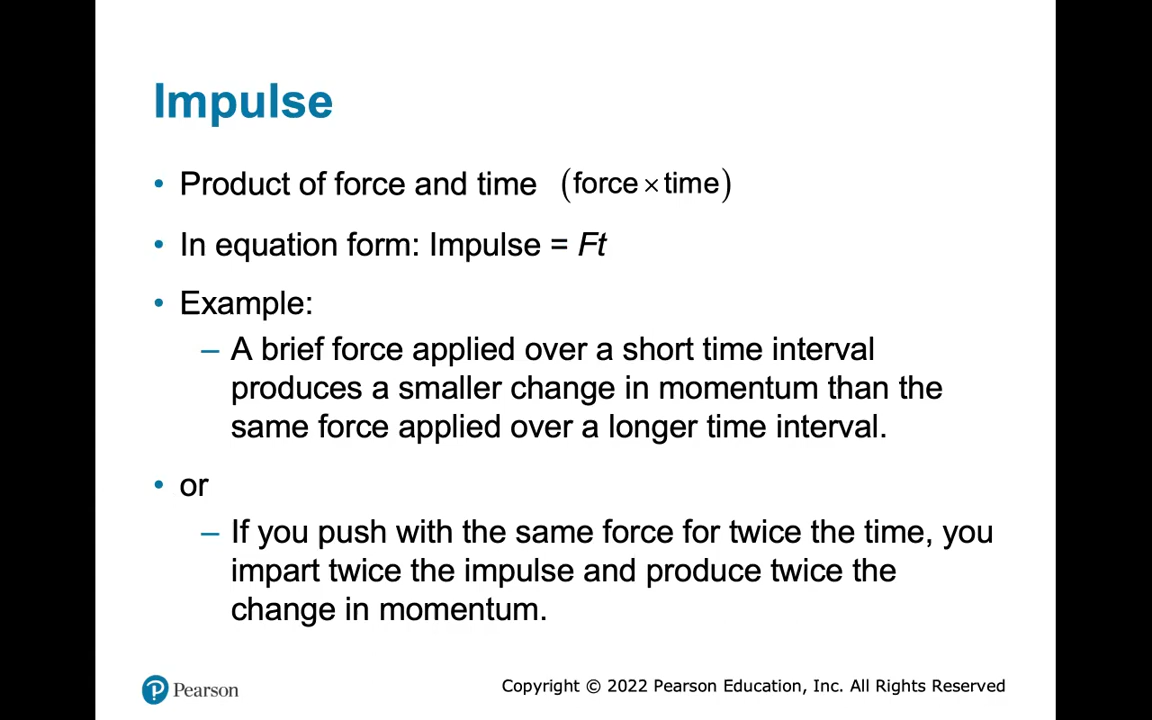 Impulse
• Product of force and time (force × time)
• In equation form: Impulse = Ft
• Example:
– A brief force applied over a short time interval
produces a smaller change in momentum than the
same force applied over a longer time interval.
• or
– If you push with the same force for twice the time, you
impart twice the impulse and produce twice the
change in momentum.
P Pearson
Copyright © 2022 Pearson Education, Inc. All Rights Reserved